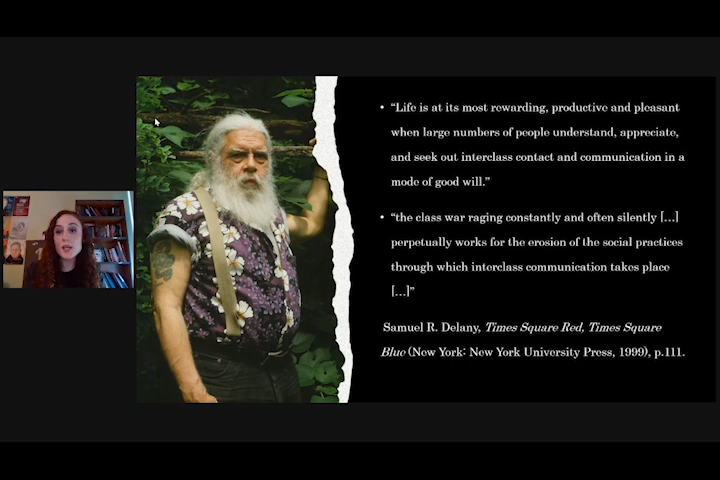 • “Life is at its most rewarding, productive and pleasant
when large numbers of people understand, appreciate,
and seek out interclass contact and communication in a
mode of good will.”
• “the class war raging constantly and often silently [...]
perpetually works for the erosion of the social practices
through which interclass communication takes place
[...]”
Samuel R. Delany, Times Square Red, Times Square
Blue (New York: New York University Press, 1999), p.111.